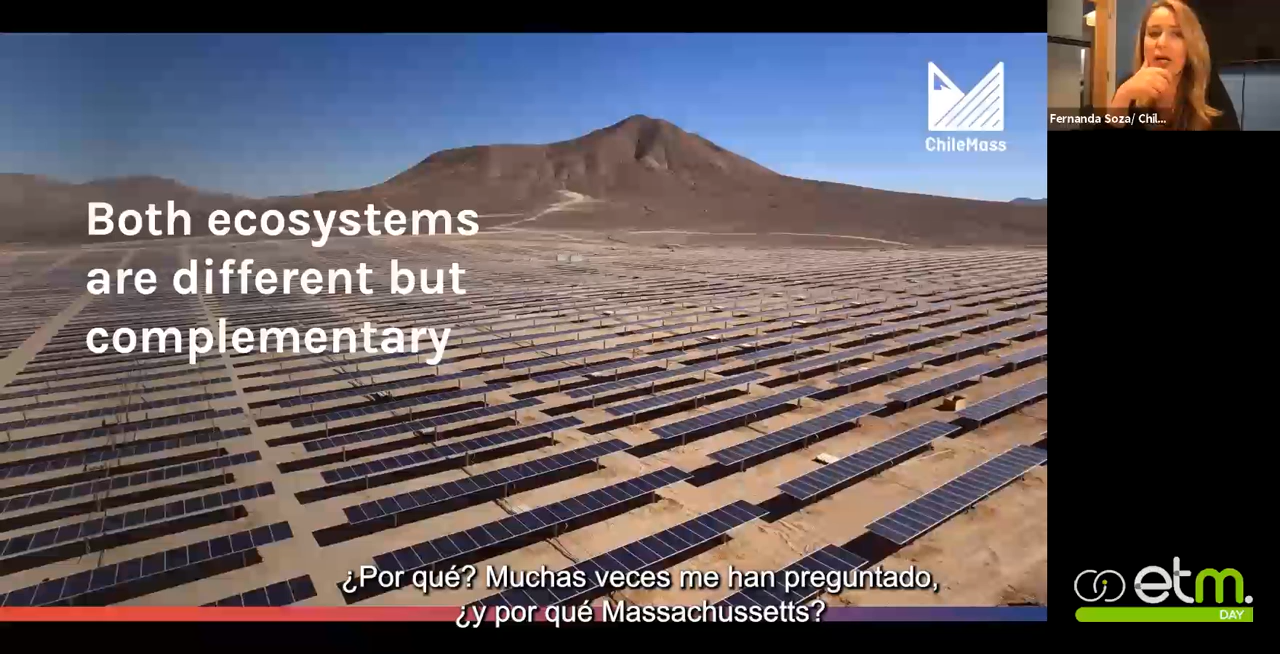 ChileMass
Both ecosystems
are different but
complementary
Fernanda Soza/ Chil...
¿Por qué? Muchas veces me han preguntado,
¿y por qué Massachussetts?
etm.
DAY